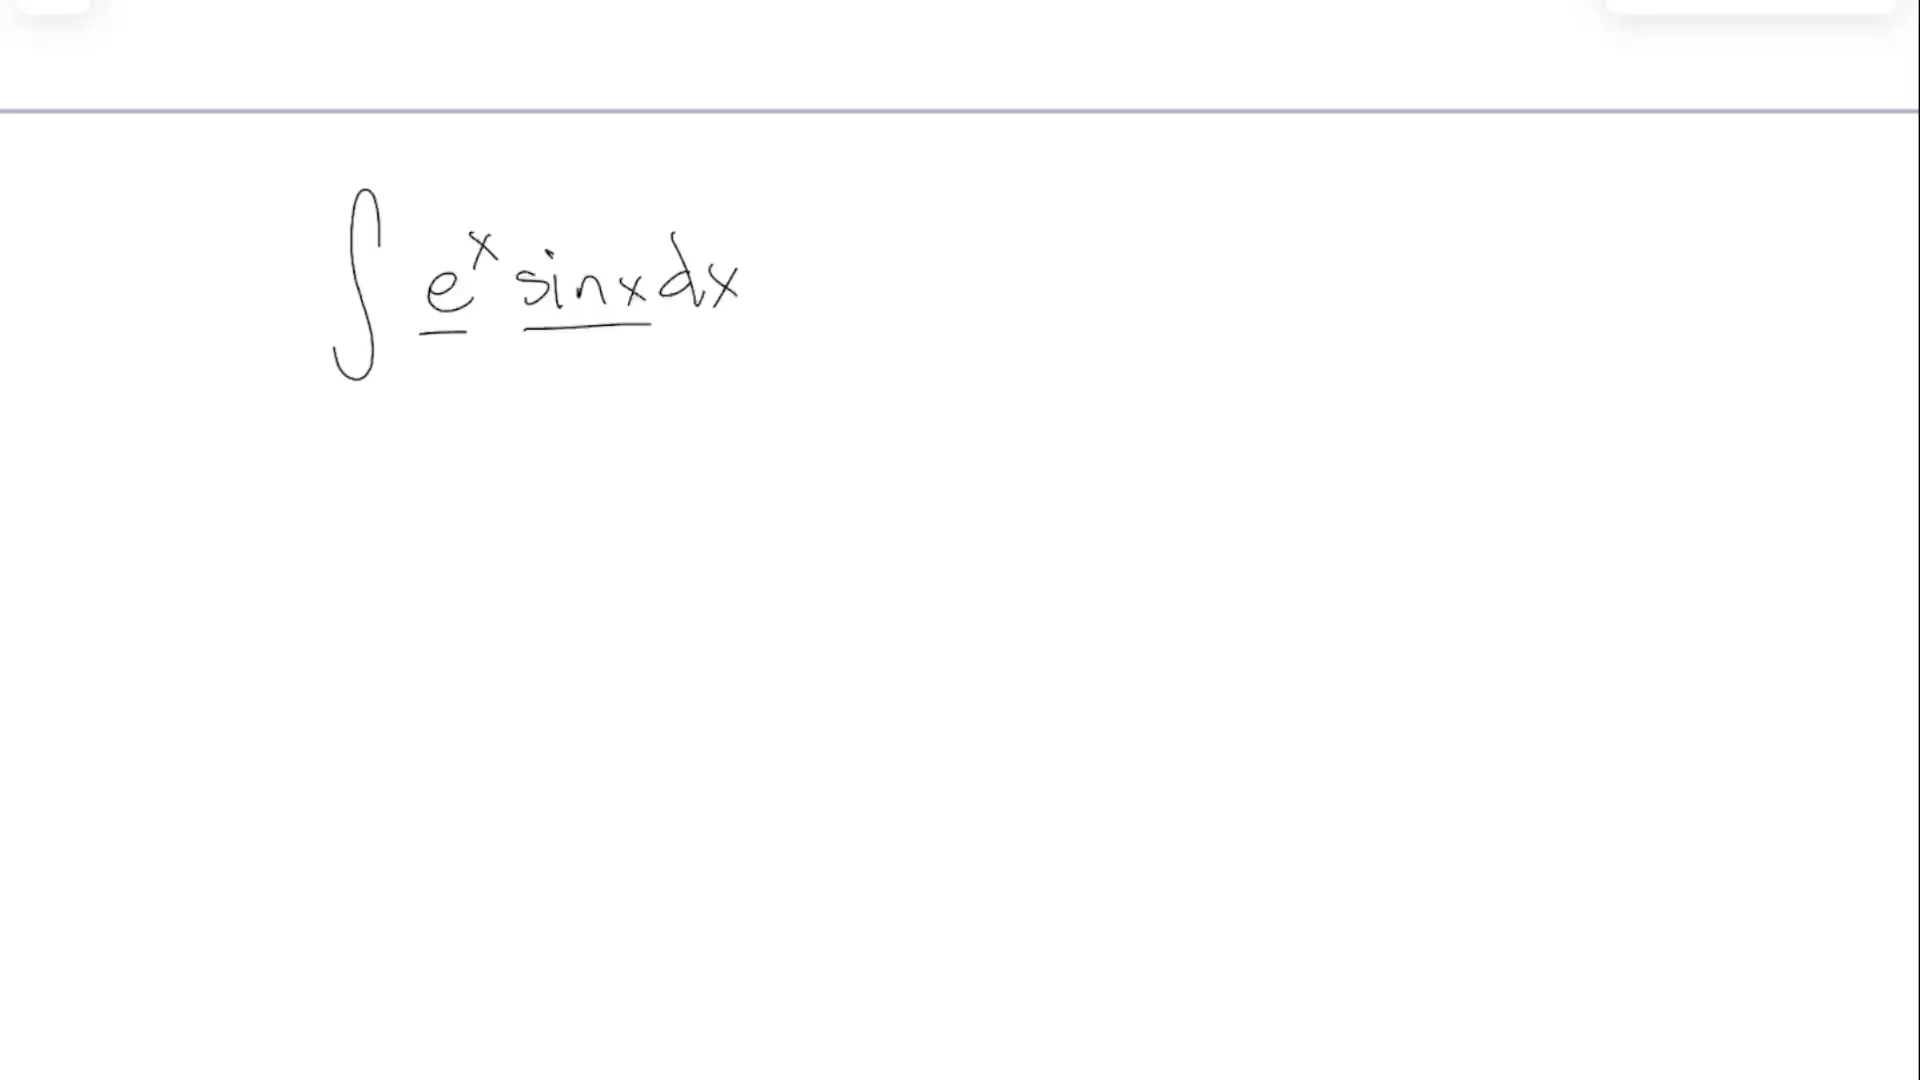 ∫ e^x sinx dx